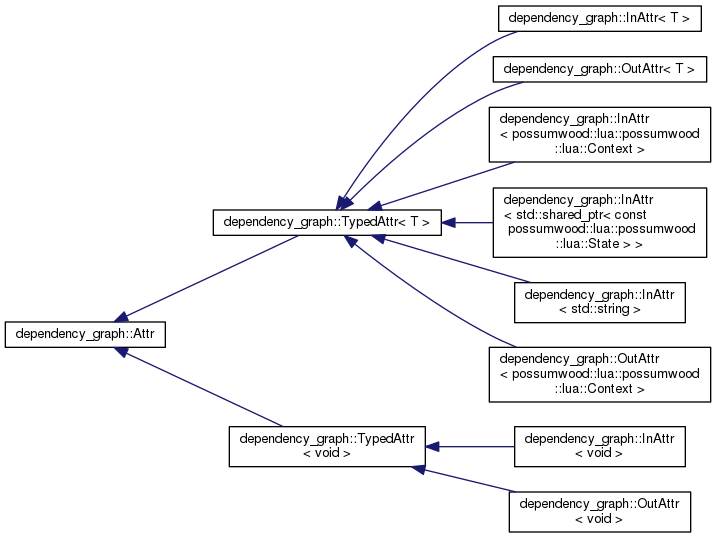 dependency_graph::InAttr< T >
dependency_graph::OutAttr< T >
dependency_graph::InAttr
< possumwood::lua::possumwood
::lua::Context >
dependency_graph::InAttr
< std::shared_ptr< const
possumwood::lua::possumwood
::lua::State > >
dependency_graph::TypedAttr< T >
dependency_graph::InAttr
< std::string >
dependency_graph::Attr
dependency_graph::OutAttr
< possumwood::lua::possumwood
::lua::Context >
dependency_graph::TypedAttr
< void >
dependency_graph::InAttr
< void >
dependency_graph::OutAttr
< void >